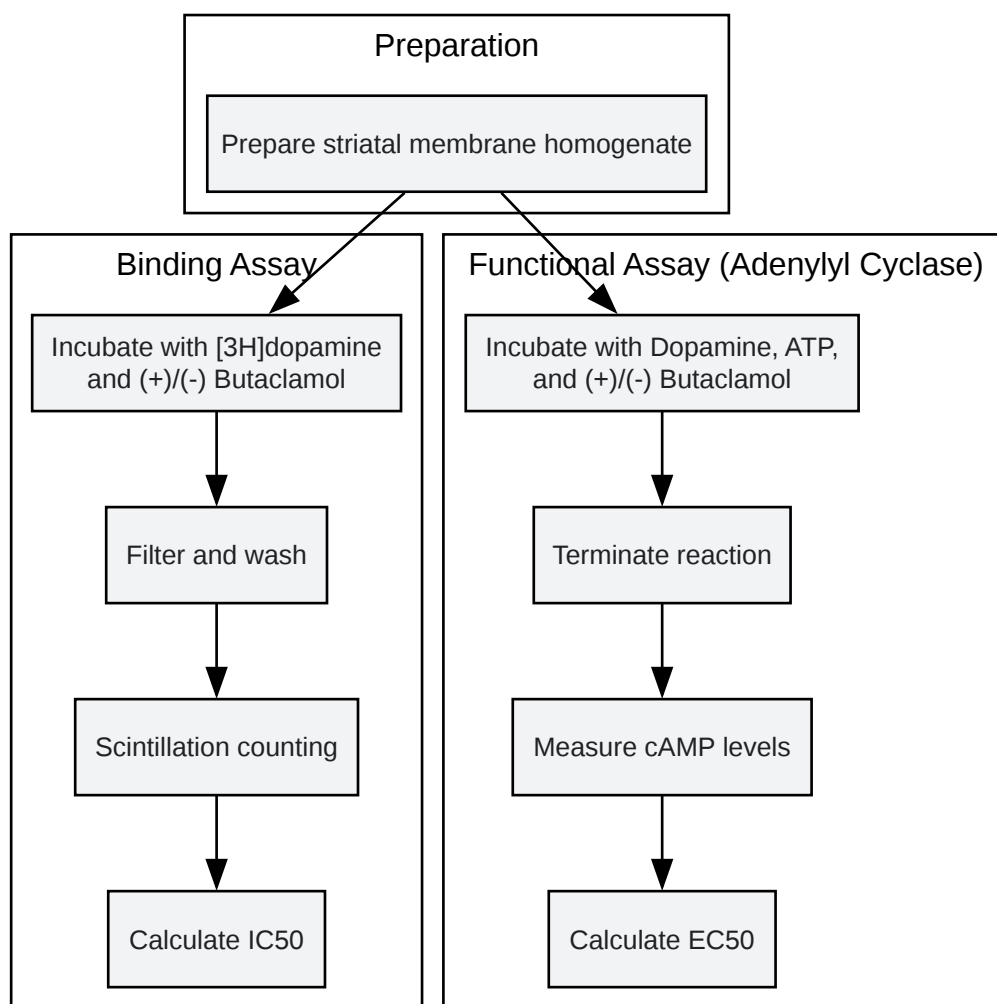 Preparation
Prepare striatal membrane homogenate
Binding Assay
Incubate with [3H]dopamine
and (+)/(-) Butaclamol
Filter and wash
Scintillation counting
Calculate IC50
Functional Assay (Adenylyl Cyclase)
Incubate with Dopamine, ATP,
and (+)/(-) Butaclamol
Terminate reaction
Measure cAMP levels
Calculate EC50